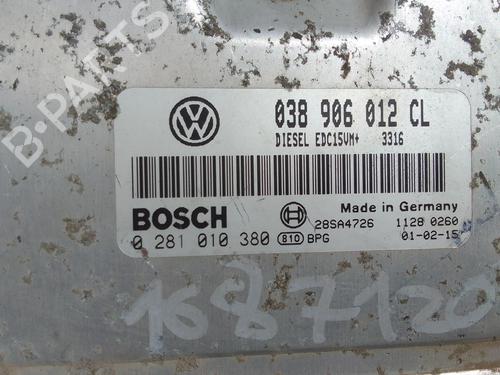 B-PARTS
038 906 012 CL
DIESEL EDC15VM+ 3316
BOSCH
Made in Germany
28SA4726 1128 0260
0 281 010 380 810 BPG 01-02-15
1687120